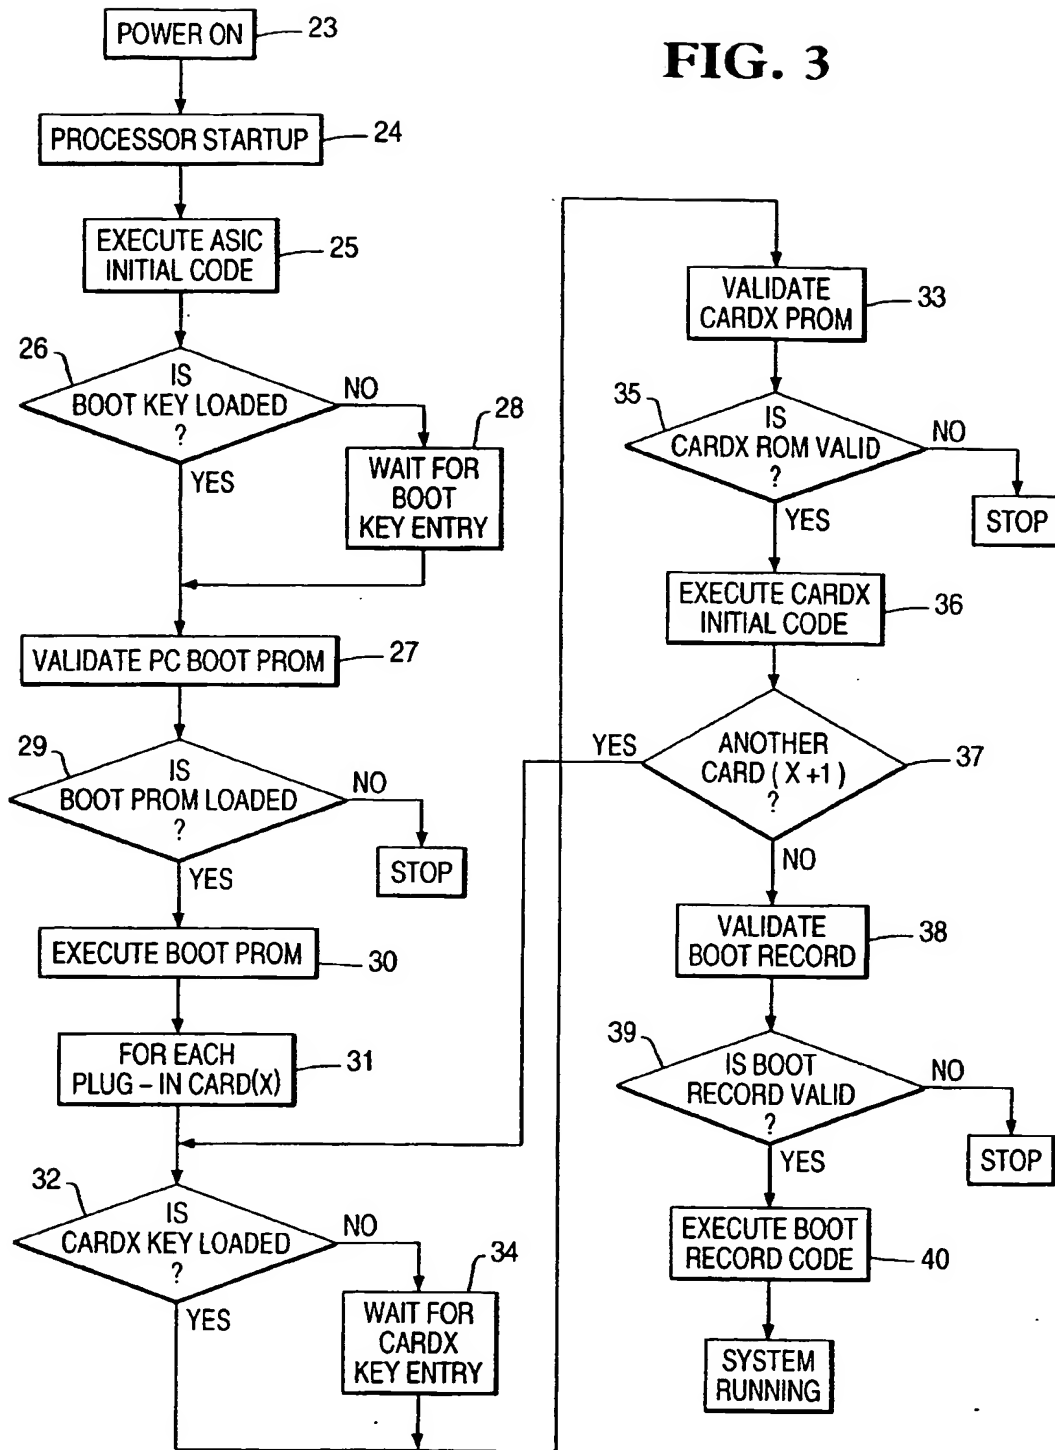 FIG. 3
POWER ON
23
PROCESSOR STARTUP
24
EXECUTE ASIC
INITIAL CODE
25
26
IS
BOOT KEY LOADED
?
NO
YES
28
WAIT FOR
BOOT
KEY ENTRY
VALIDATE PC BOOT PROM
27
29
IS
BOOT PROM LOADED
?
NO
YES
STOP
EXECUTE BOOT PROM
30
FOR EACH
PLUG - IN CARD(X)
31
32
IS
CARDX KEY LOADED
?
NO
YES
34
WAIT FOR
CARDX
KEY ENTRY
VALIDATE
CARDX PROM
33
35
IS
CARDX ROM VALID
?
NO
YES
STOP
EXECUTE CARDX
INITIAL CODE
36
YES
ANOTHER
CARD ( X +1 )
?
37
NO
VALIDATE
BOOT RECORD
38
39
IS BOOT
RECORD VALID
?
NO
YES
STOP
EXECUTE BOOT
RECORD CODE
40
SYSTEM
RUNNING